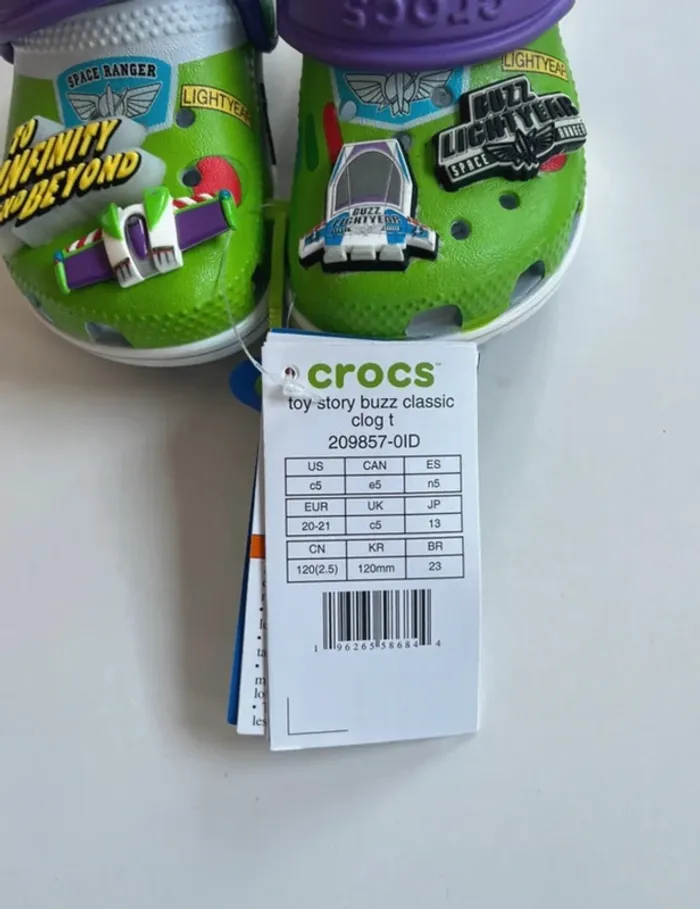 CROCS
SPACE RANGER
LIGHTYEAR
TO
INFINITY
AND BEYOND
LIGHTYEAR
BUZZ
LIGHTYEAR
SPACE RANGER
BUZZ
LIGHTYEAR
crocs™
toy story buzz classic
clog t
209857-0ID
US CAN ES
c5 e5 n5
EUR UK JP
20-21 c5 13
CN KR BR
120(2.5) 120mm 23
1 96265 58684 4